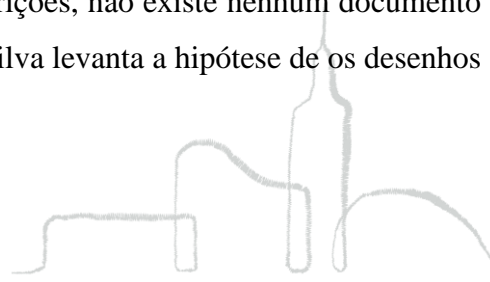 rições, não existe nenhum documento
ilva levanta a hipótese de os desenhos